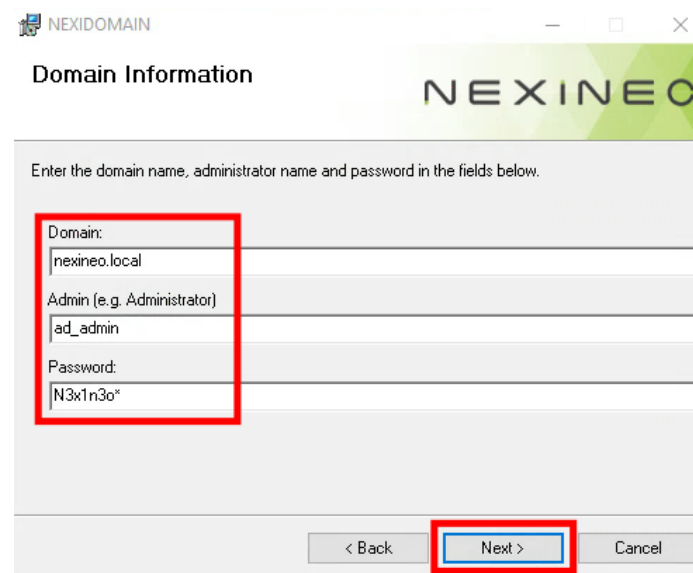 NEXIDOMAIN
Domain Information
NEXINEO
Enter the domain name, administrator name and password in the fields below.
Domain:
nexineo.local
Admin (e.g. Administrator)
ad_admin
Password:
N3x1n3o*
< Back
Next >
Cancel